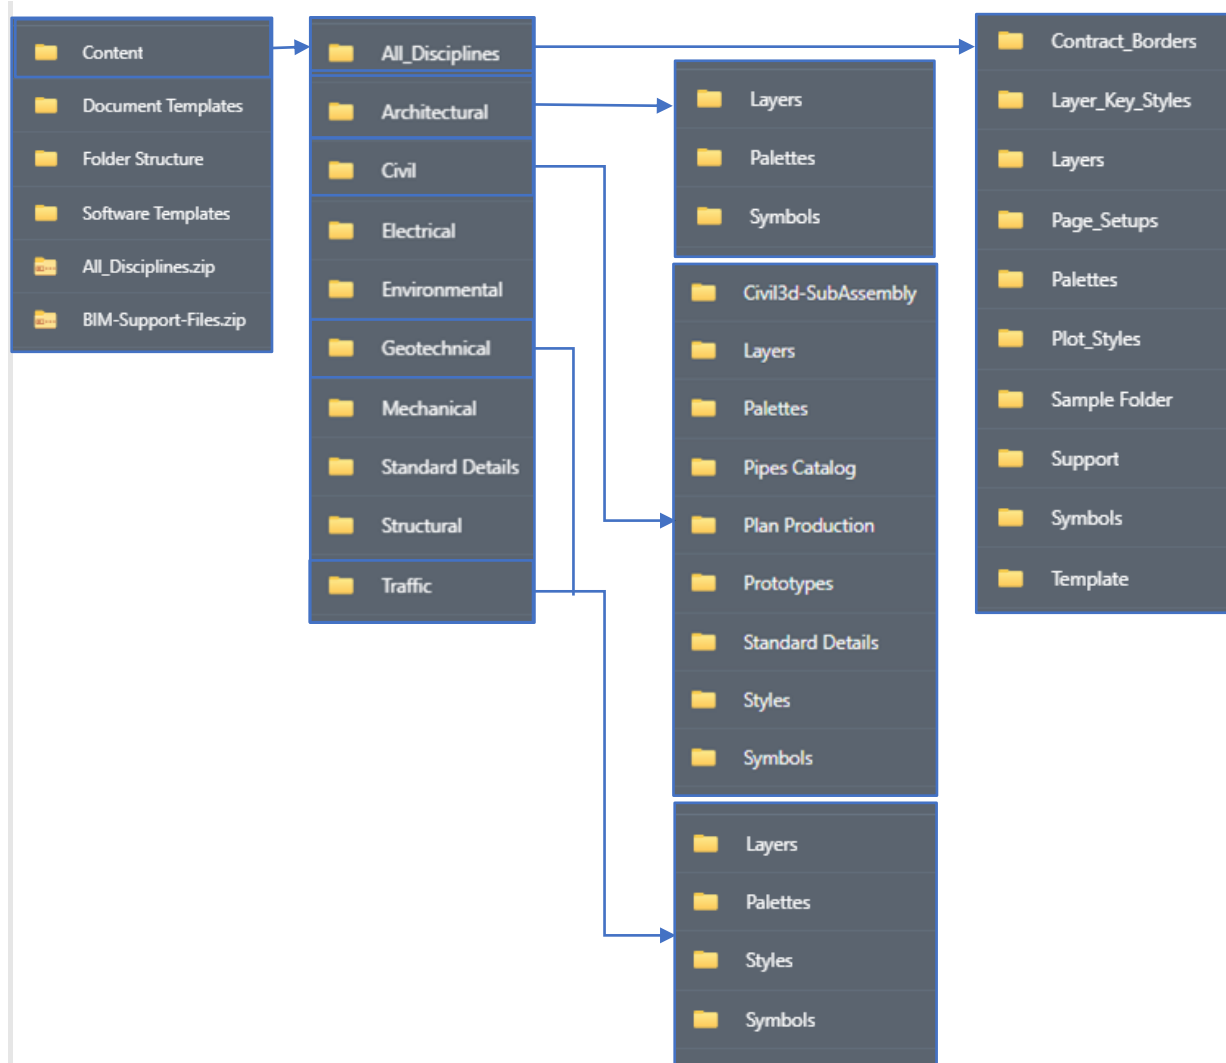 Content
Document Templates
Folder Structure
Software Templates
All_Disciplines.zip
BIM-Support-Files.zip
All_Disciplines
Architectural
Civil
Electrical
Environmental
Geotechnical
Mechanical
Standard Details
Structural
Traffic
Layers
Palettes
Symbols
Civil3d-SubAssembly
Layers
Palettes
Pipes Catalog
Plan Production
Prototypes
Standard Details
Styles
Symbols
Layers
Palettes
Styles
Symbols
Contract_Borders
Layer_Key_Styles
Layers
Page_Setups
Palettes
Plot_Styles
Sample Folder
Support
Symbols
Template